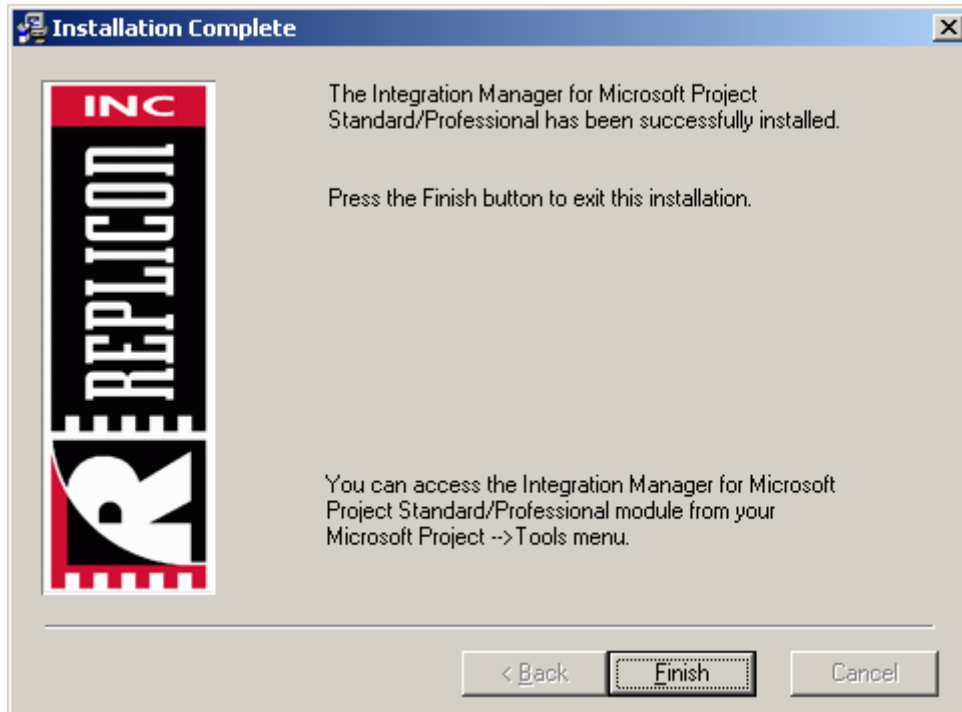 Installation Complete
INC
REPLICON
R
The Integration Manager for Microsoft Project
Standard/Professional has been successfully installed.
Press the Finish button to exit this installation.
You can access the Integration Manager for Microsoft
Project Standard/Professional module from your
Microsoft Project -->Tools menu.
< Back
Finish
Cancel